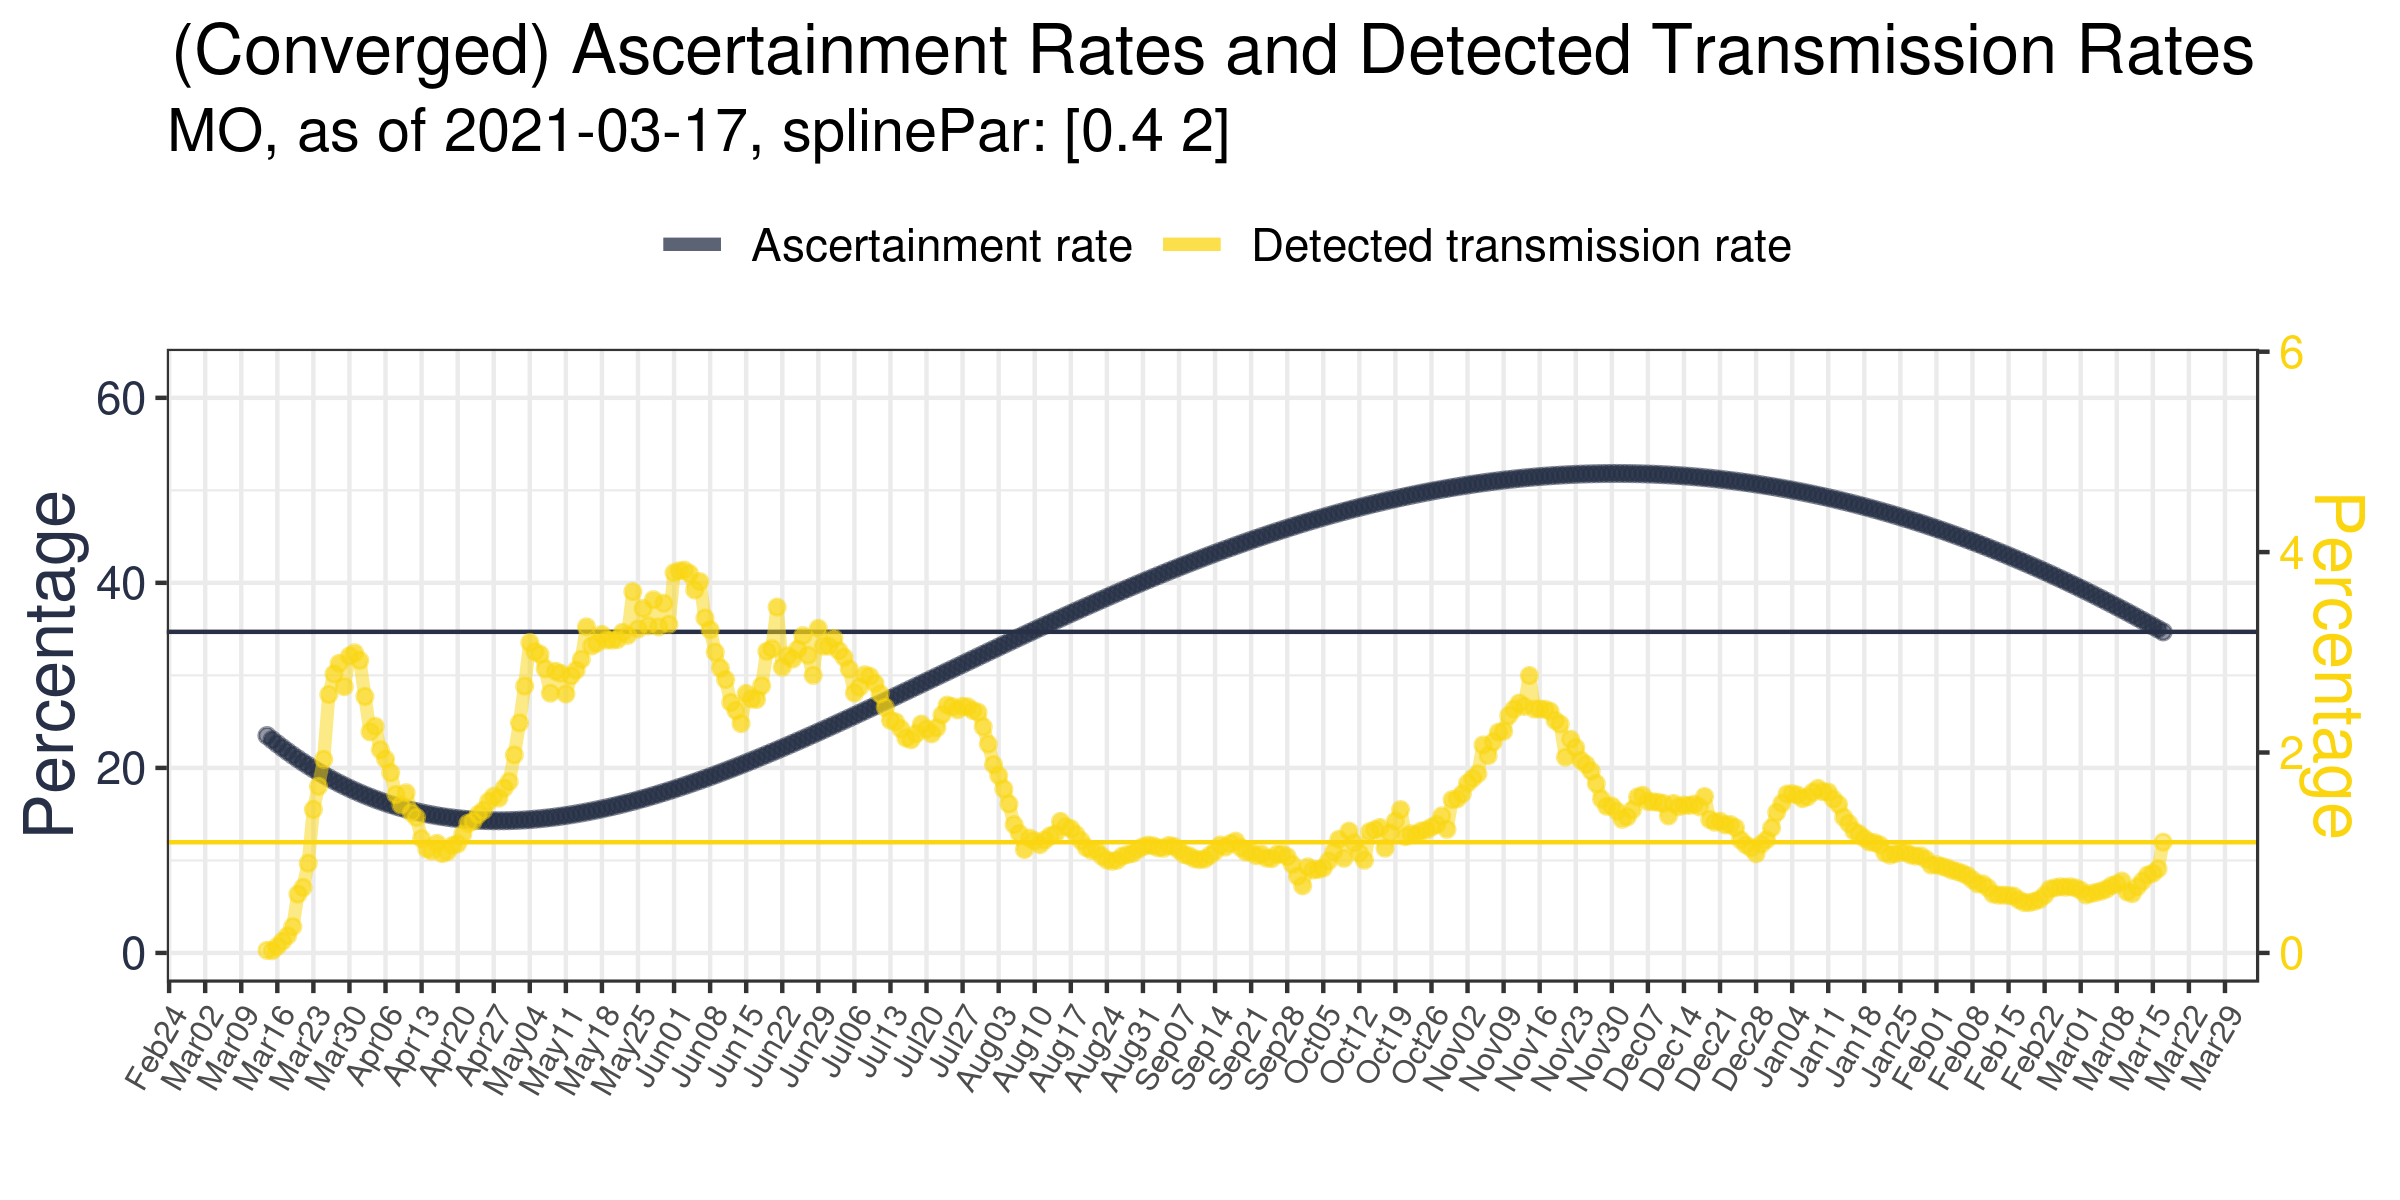 (Converged) Ascertainment Rates and Detected Transmission Rates
MO, as of 2021-03-17, splinePar: [0.4 2]
Ascertainment rate Detected transmission rate
Percentage
60
40
20
0
6
4
2
0
Percentage
Feb24 Mar02 Mar09 Mar16 Mar23 Mar30 Apr06 Apr13 Apr20 Apr27 May04 May11 May18 May25 Jun01 Jun08 Jun15 Jun22 Jun29 Jul06 Jul13 Jul20 Jul27 Aug03 Aug10 Aug17 Aug24 Aug31 Sep07 Sep14 Sep21 Sep28 Oct05 Oct12 Oct19 Oct26 Nov02 Nov09 Nov16 Nov23 Nov30 Dec07 Dec14 Dec21 Dec28 Jan04 Jan11 Jan18 Jan25 Feb01 Feb08 Feb15 Feb22 Mar01 Mar08 Mar15 Mar22 Mar29